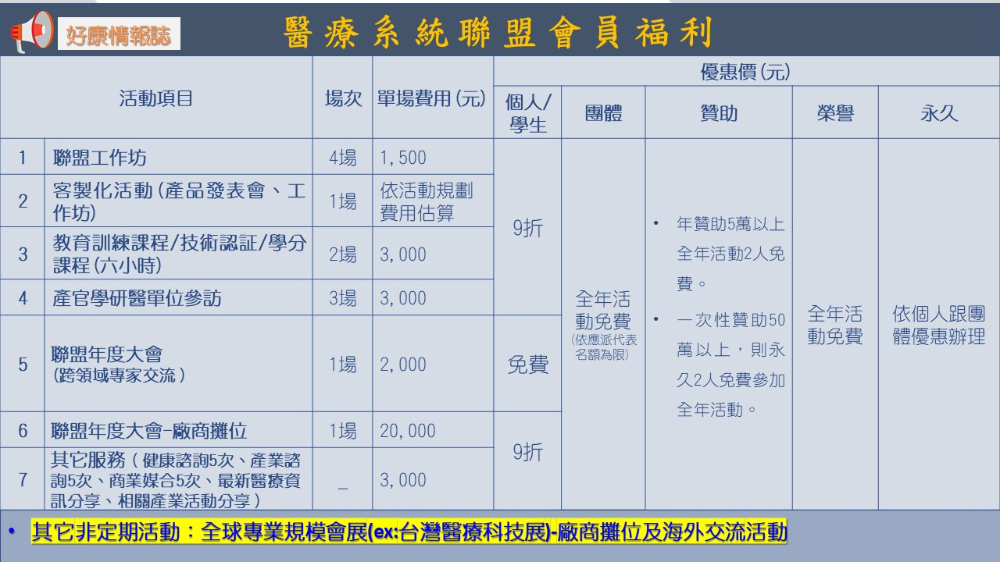 好康情報誌
醫療系統聯盟會員福利
活動項目
場次
單場費用(元)
優惠價(元)
個人/
學生
團體
贊助
榮譽
永久
1
聯盟工作坊
4場
1,500
2
客製化活動(產品發表會、工
作坊)
1場
依活動規劃
費用估算
3
教育訓練課程/技術認証/學分
課程(六小時)
2場
3,000
4
產官學研醫單位參訪
3場
3,000
9折
5
聯盟年度大會
(跨領域專家交流)
1場
2,000
免費
6
聯盟年度大會-廠商攤位
1場
20,000
7
其它服務(健康諮詢5次、產業諮
詢5次、商業媒合5次、最新醫療資
訊分享、相關產業活動分享)
_
3,000
9折
全年活
動免費
(依應派代表
名額為限)
• 年贊助5萬以上
全年活動2人免
費。
• 一次性贊助50
萬以上，則永
久2人免費參加
全年活動。
全年活
動免費
依個人跟團
體優惠辦理
• 其它非定期活動：全球專業規模會展(ex:台灣醫療科技展)-廠商攤位及海外交流活動